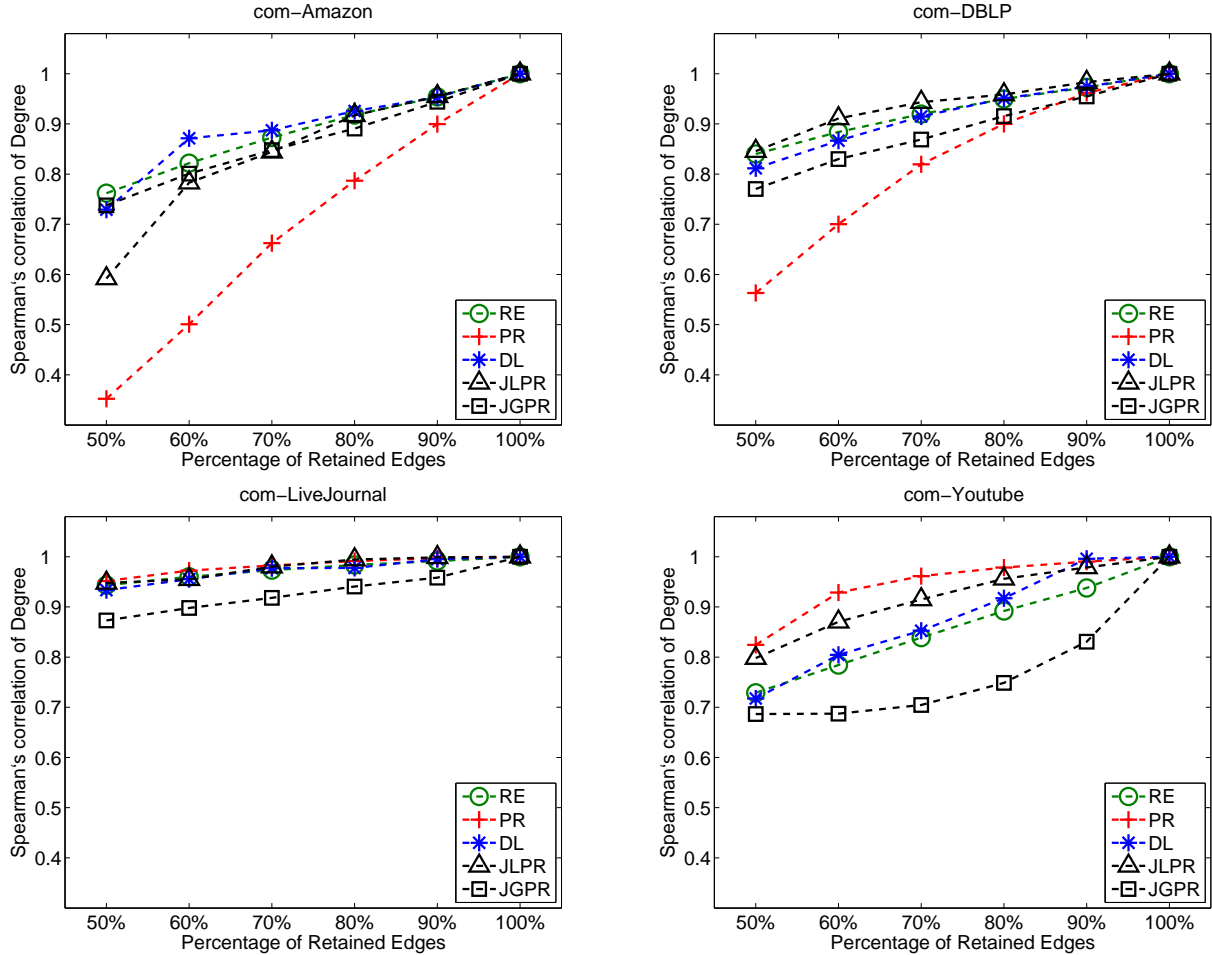 com−Amazon
1
0.9
0.8
0.7
0.6
0.5
0.4
Spearman‘s correlation of Degree
50% 60% 70% 80% 90% 100%
Percentage of Retained Edges
RE
PR
DL
JLPR
JGPR
com−DBLP
1
0.9
0.8
0.7
0.6
0.5
0.4
Spearman‘s correlation of Degree
50% 60% 70% 80% 90% 100%
Percentage of Retained Edges
RE
PR
DL
JLPR
JGPR
com−LiveJournal
1
0.9
0.8
0.7
0.6
0.5
0.4
Spearman‘s correlation of Degree
50% 60% 70% 80% 90% 100%
Percentage of Retained Edges
RE
PR
DL
JLPR
JGPR
com−Youtube
1
0.9
0.8
0.7
0.6
0.5
0.4
Spearman‘s correlation of Degree
50% 60% 70% 80% 90% 100%
Percentage of Retained Edges
RE
PR
DL
JLPR
JGPR